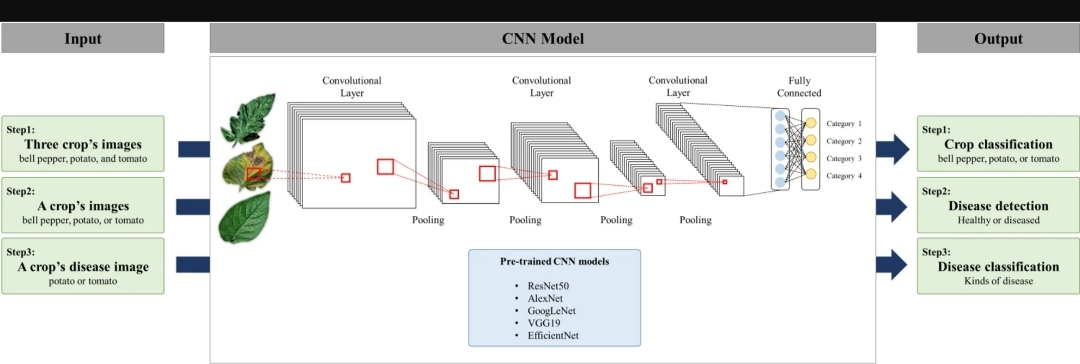 Input
CNN Model
Output
Step1:
Three crop's images
bell pepper, potato, and tomato
Step2:
A crop's images
bell pepper, potato, or tomato
Step3:
A crop's disease image
potato or tomato
Convolutional
Layer
Convolutional
Layer
Convolutional
Layer
Fully
Connected
Category 1
Category 2
Category 3
Category 4
Pooling
Pooling
Pooling
Pooling
Pre-trained CNN models
• ResNet50
• AlexNet
• GoogLeNet
• VGG19
• EfficientNet
Step1:
Crop classification
bell pepper, potato, or tomato
Step2:
Disease detection
Healthy or diseased
Step3:
Disease classification
Kinds of disease